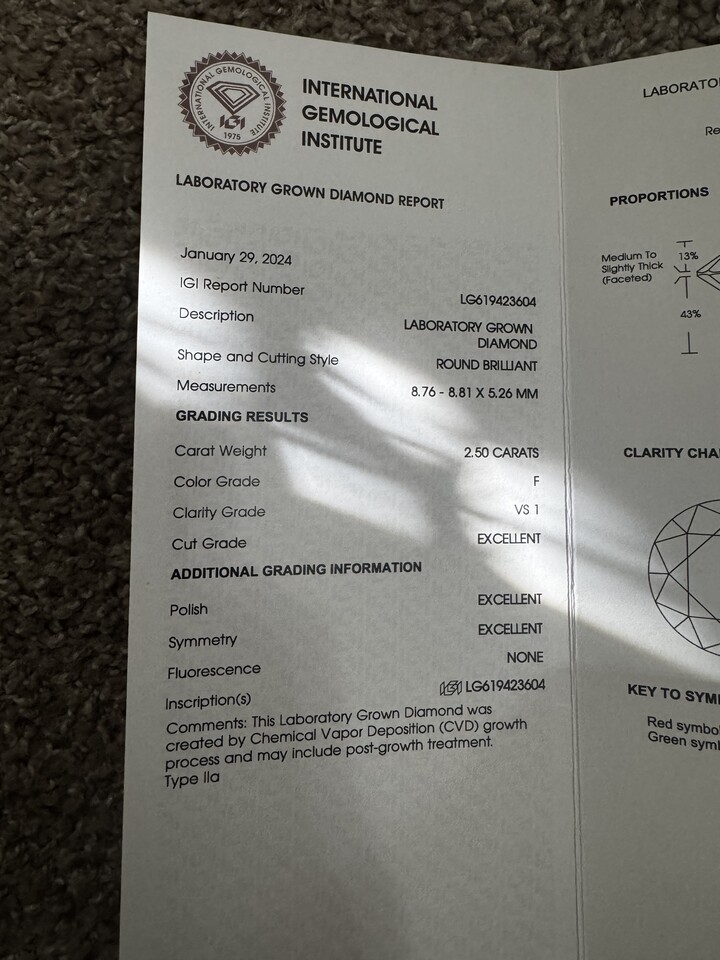 INTERNATIONAL GEMOLOGICAL INSTITUTE
IGI
1975
INTERNATIONAL
GEMOLOGICAL
INSTITUTE
LABORATORY GROWN DIAMOND REPORT
January 29, 2024
IGI Report Number LG619423604
Description LABORATORY GROWN
DIAMOND
Shape and Cutting Style ROUND BRILLIANT
Measurements 8.76 - 8.81 X 5.26 MM
GRADING RESULTS
Carat Weight 2.50 CARATS
Color Grade F
Clarity Grade VS 1
Cut Grade EXCELLENT
ADDITIONAL GRADING INFORMATION
Polish EXCELLENT
Symmetry EXCELLENT
Fluorescence NONE
Inscription(s) IGI LG619423604
Comments: This Laboratory Grown Diamond was
created by Chemical Vapor Deposition (CVD) growth
process and may include post-growth treatment.
Type IIa
LABORATO
Re
PROPORTIONS
Medium To
Slightly Thick
(Faceted)
13%
43%
CLARITY CHA
KEY TO SYM
Red symbo
Green symb